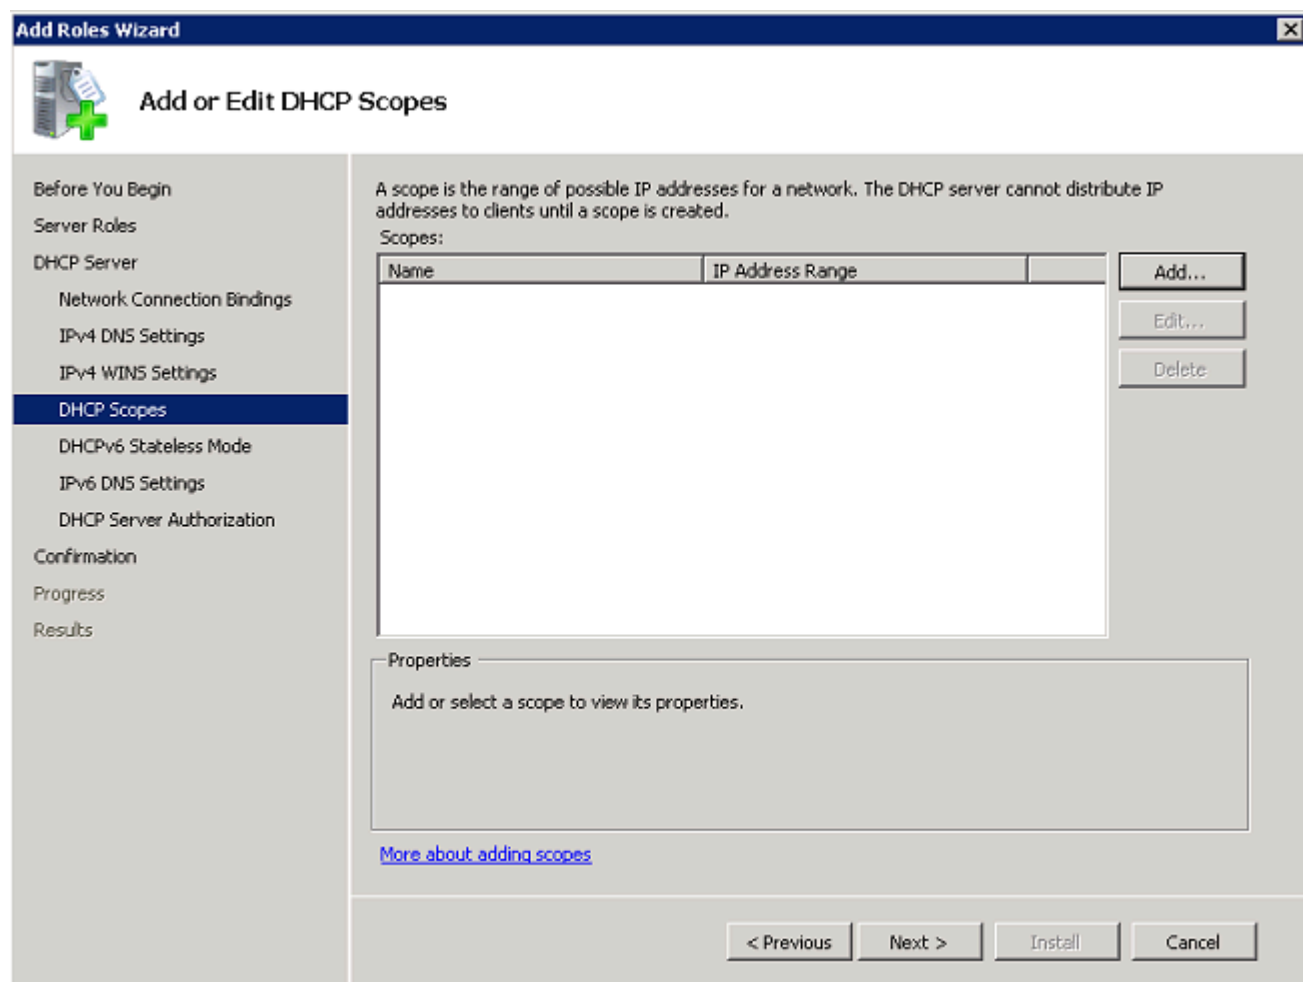 Add Roles Wizard
Add or Edit DHCP Scopes
Before You Begin
Server Roles
DHCP Server
Network Connection Bindings
IPv4 DNS Settings
IPv4 WINS Settings
DHCP Scopes
DHCPv6 Stateless Mode
IPv6 DNS Settings
DHCP Server Authorization
Confirmation
Progress
Results
A scope is the range of possible IP addresses for a network. The DHCP server cannot distribute IP
addresses to clients until a scope is created.
Scopes:
Name IP Address Range
Add...
Edit...
Delete
Properties
Add or select a scope to view its properties.
More about adding scopes
< Previous Next > Install Cancel